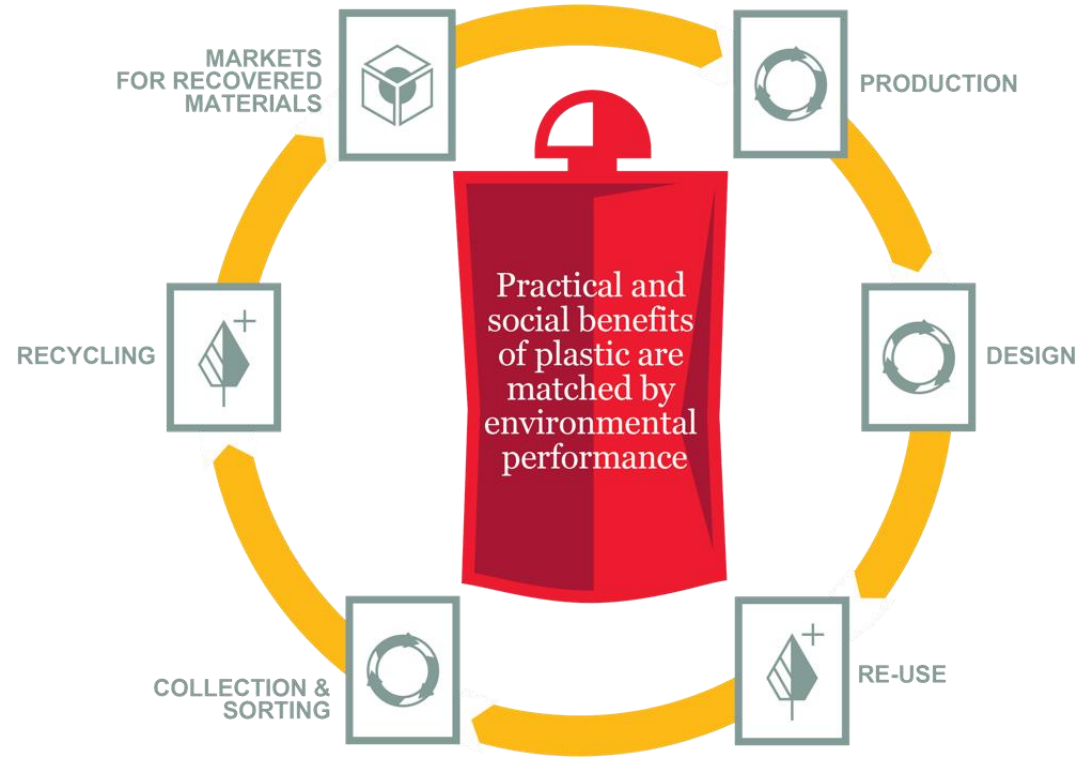 MARKETS
FOR RECOVERED
MATERIALS
PRODUCTION
Practical and
social benefits
of plastic are
matched by
environmental
performance
RECYCLING
DESIGN
COLLECTION &
SORTING
RE-USE